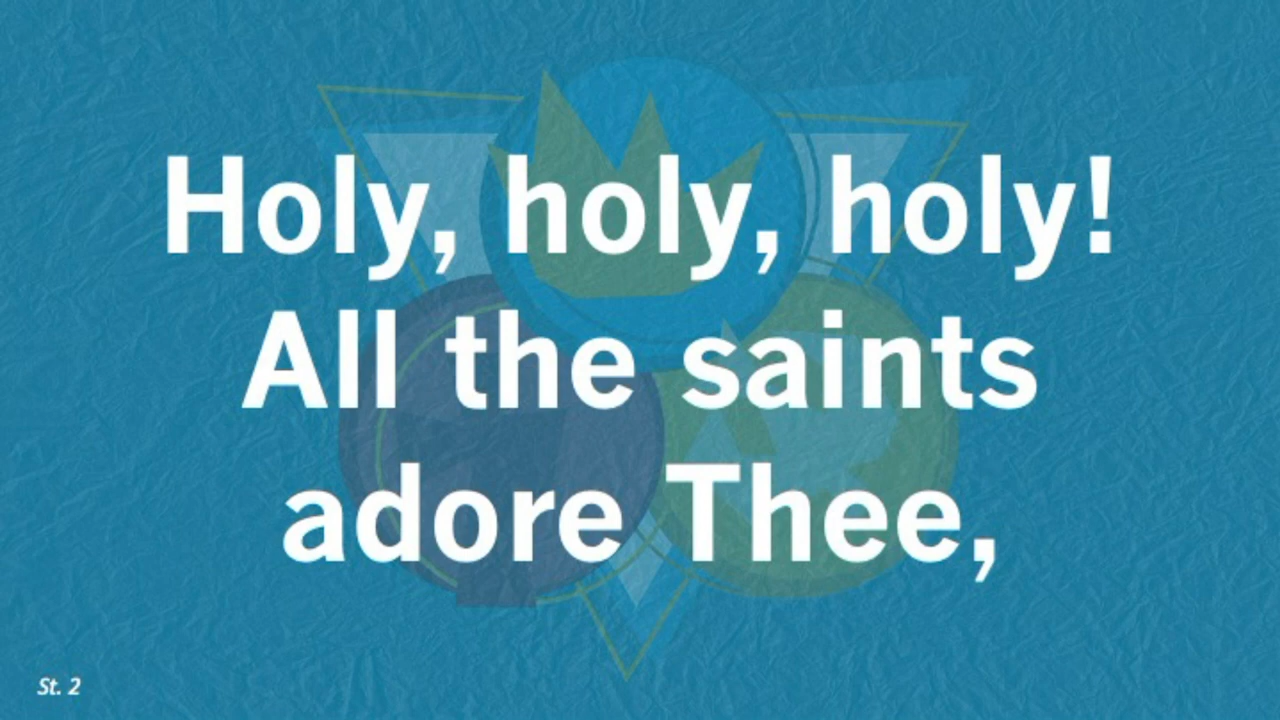 Holy, holy, holy!
All the saints
adore Thee,
St. 2